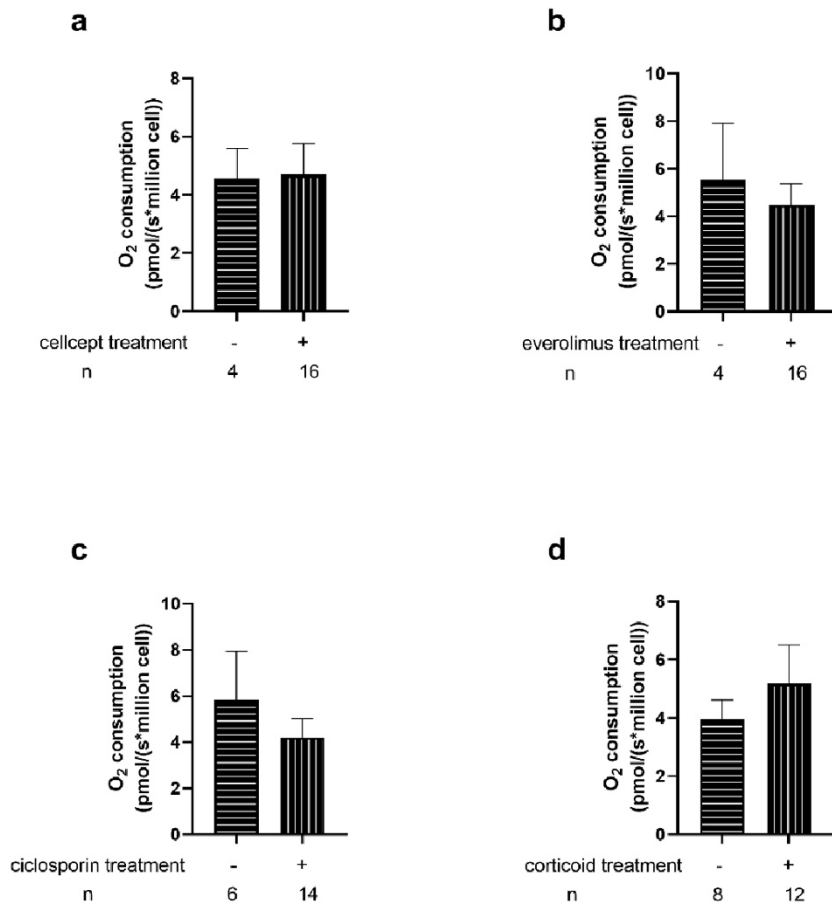 a
O2 consumption
(pmol/(s*million cell))
8
6
4
2
0
cellcept treatment - +
n 4 16
b
O2 consumption
(pmol/(s*million cell))
10
8
6
4
2
0
everolimus treatment - +
n 4 16
c
O2 consumption
(pmol/(s*million cell))
10
8
6
4
2
0
ciclosporin treatment - +
n 6 14
d
O2 consumption
(pmol/(s*million cell))
8
6
4
2
0
corticoid treatment - +
n 8 12